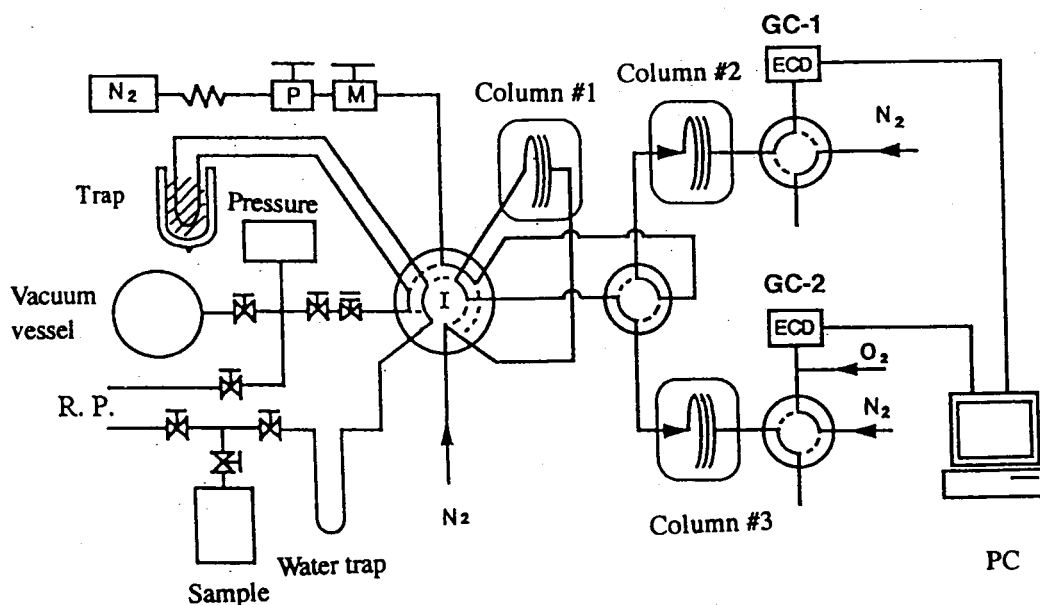 GC-1
ECD
Column #2
N₂
P
M
Column #1
N₂
Trap
Pressure
I
Vacuum
vessel
GC-2
ECD
O₂
R. P.
N₂
N₂
Column #3
Water trap
Sample
PC